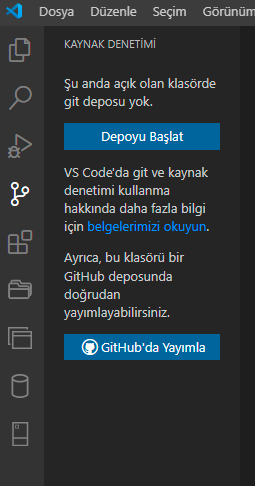 Dosya Düzenle Seçim Görünüm
KAYNAK DENETİMİ
Şu anda açık olan klasörde
git deposu yok.
Depoyu Başlat
VS Code'da git ve kaynak
denetimi kullanma
hakkında daha fazla bilgi
için belgelerimizi okuyun.
Ayrıca, bu klasörü bir
GitHub deposunda
doğrudan
yayımlayabilirsiniz.
GitHub'da Yayımla